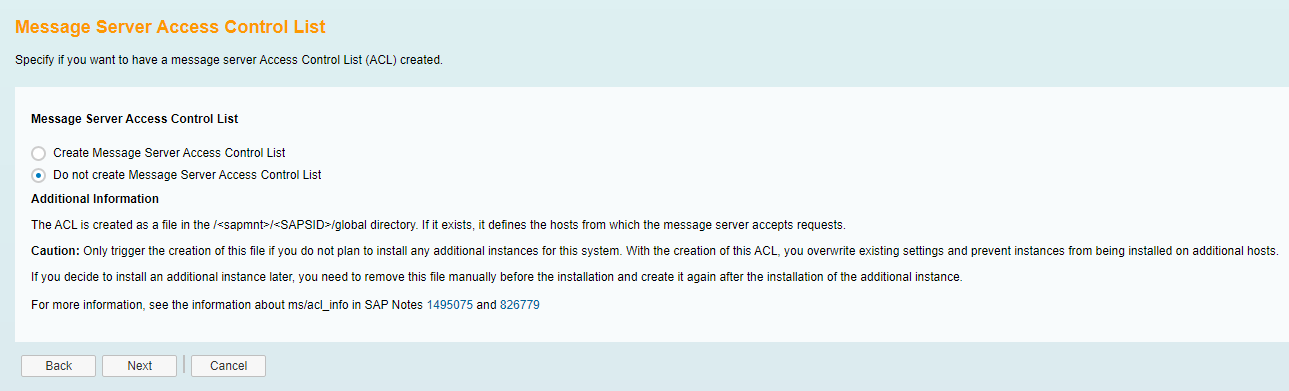 Message Server Access Control List
Specify if you want to have a message server Access Control List (ACL) created.
Message Server Access Control List
Create Message Server Access Control List
Do not create Message Server Access Control List
Additional Information
The ACL is created as a file in the /<sapmnt>/<SAPSID>/global directory. If it exists, it defines the hosts from which the message server accepts requests.
Caution: Only trigger the creation of this file if you do not plan to install any additional instances for this system. With the creation of this ACL, you overwrite existing settings and prevent instances from being installed on additional hosts.
If you decide to install an additional instance later, you need to remove this file manually before the installation and create it again after the installation of the additional instance.
For more information, see the information about ms/acl_info in SAP Notes 1495075 and 826779
Back Next Cancel